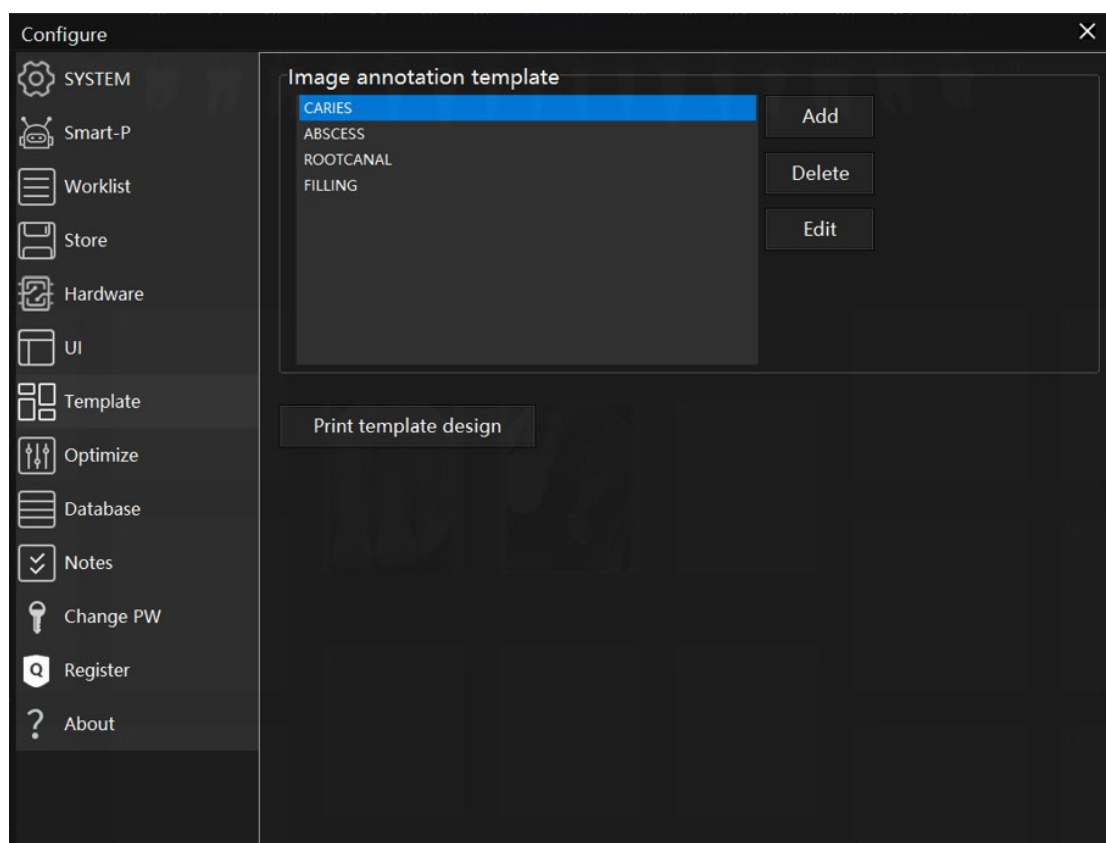 Configure
SYSTEM
Smart-P
Worklist
Store
Hardware
UI
Template
Optimize
Database
Notes
Change PW
Q
Register
About
Image annotation template
CARIES
ABSCESS
ROOTCANAL
FILLING
Add
Delete
Edit
Print template design